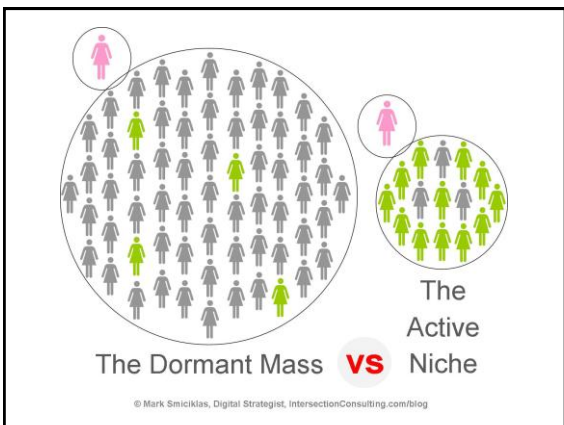 The Dormant Mass
vs
The
Active
Niche
© Mark Smiciklas, Digital Strategist, IntersectionConsulting.com/blog